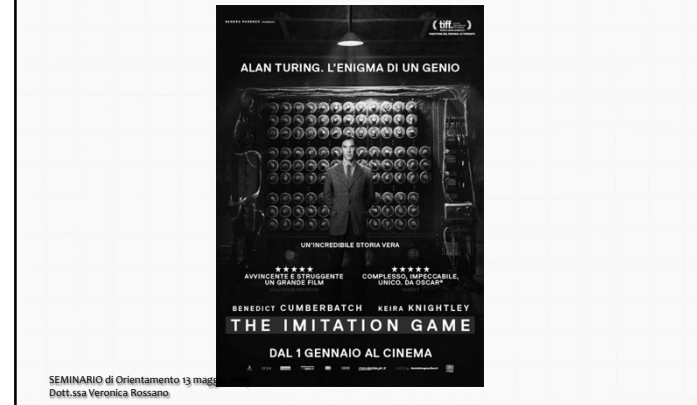 tiff.
ALAN TURING. L'ENIGMA DI UN GENIO
UN'INCREDIBILE STORIA VERA
★★★★★
AVVINCENTE E STRUGGENTE
UN GRANDE FILM
★★★★★
COMPLESSO, IMPECCABILE,
UNICO. DA OSCAR®
BENEDICT CUMBERBATCH KEIRA KNIGHTLEY
THE IMITATION GAME
DAL 1 GENNAIO AL CINEMA
SEMINARIO di Orientamento 13 magg
Dott.ssa Veronica Rossano